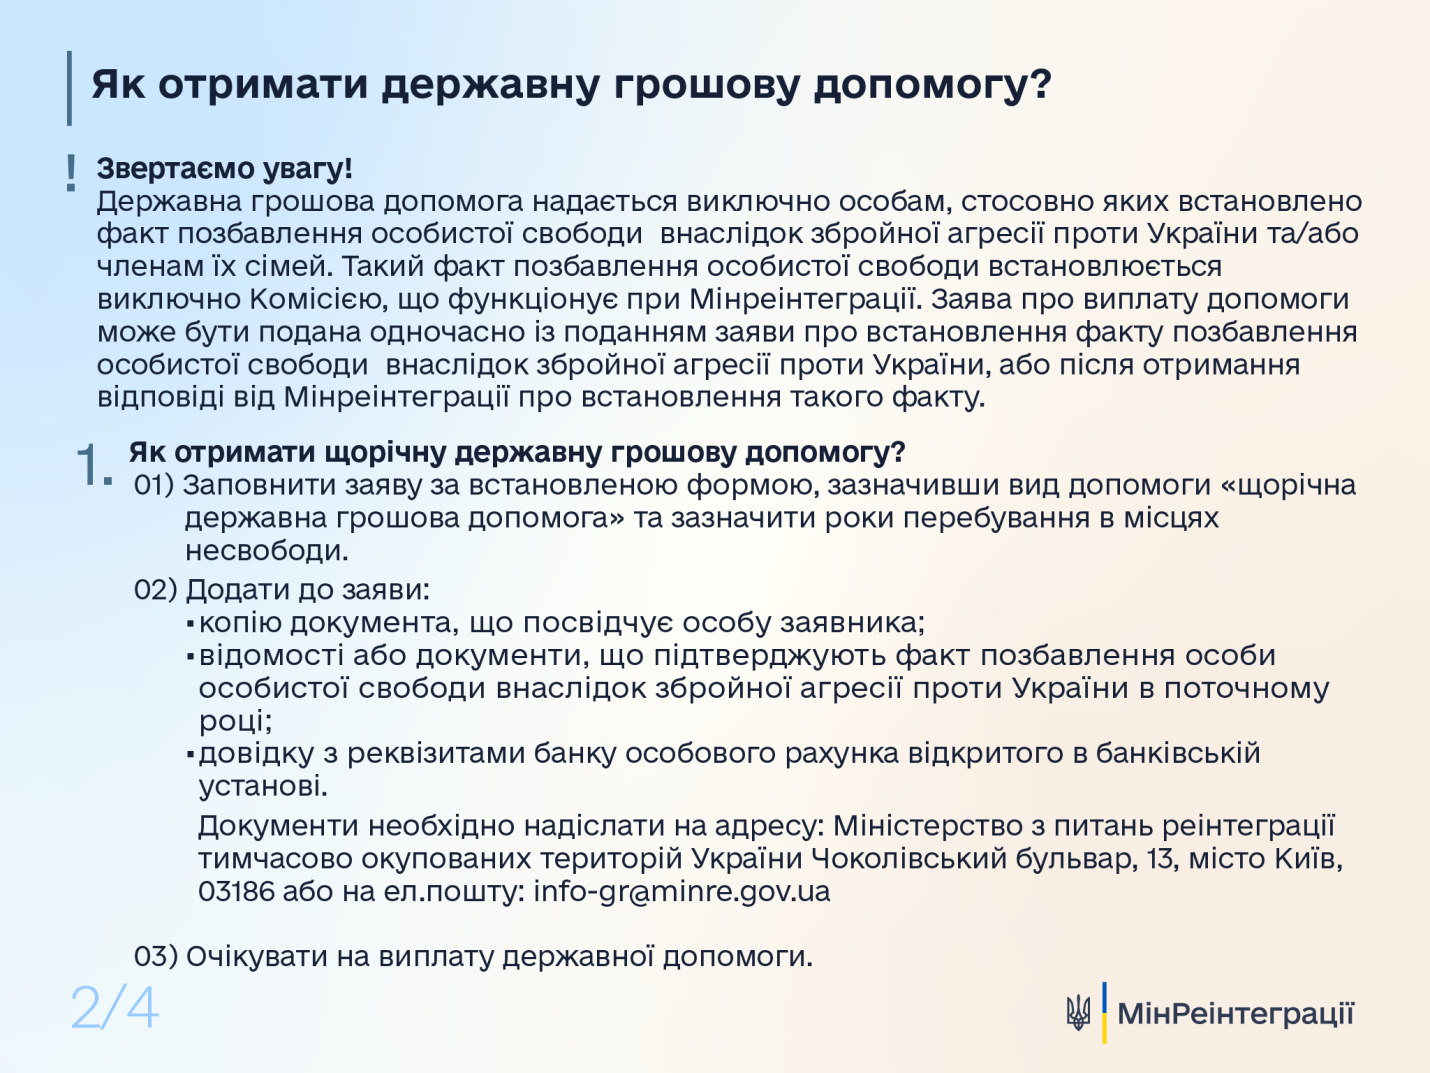 Як отримати державну грошову допомогу?
! Звертаємо увагу!
Державна грошова допомога надається виключно особам, стосовно яких встановлено
факт позбавлення особистої свободи  внаслідок збройної агресії проти України та/або
членам їх сімей. Такий факт позбавлення особистої свободи встановлюється
виключно Комісією, що функціонує при Мінреінтеграції. Заява про виплату допомоги
може бути подана одночасно із поданням заяви про встановлення факту позбавлення
особистої свободи  внаслідок збройної агресії проти України, або після отримання
відповіді від Мінреінтеграції про встановлення такого факту.
1. Як отримати щорічну державну грошову допомогу?
01) Заповнити заяву за встановленою формою, зазначивши вид допомоги «щорічна
державна грошова допомога» та зазначити роки перебування в місцях
несвободи.
02) Додати до заяви:
▪копію документа, що посвідчує особу заявника;
▪відомості або документи, що підтверджують факт позбавлення особи
особистої свободи внаслідок збройної агресії проти України в поточному
році;
▪довідку з реквізитами банку особового рахунка відкритого в банківській
установі.
Документи необхідно надіслати на адресу: Міністерство з питань реінтеграції
тимчасово окупованих територій України Чоколівський бульвар, 13, місто Київ,
03186 або на ел.пошту: info-gr@minre.gov.ua
03) Очікувати на виплату державної допомоги.
2/4
МінРеінтеграції